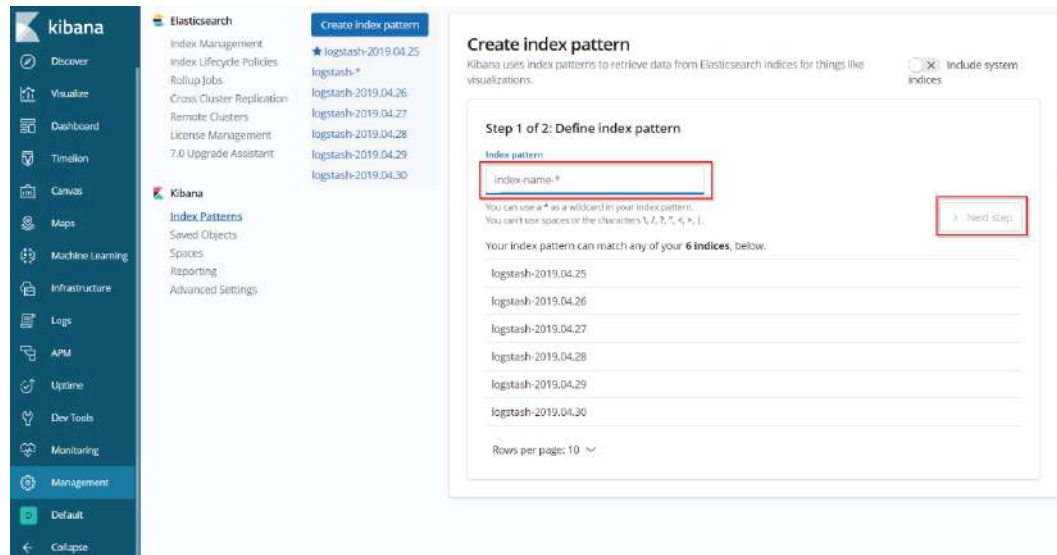 kibana
Discover
Visualize
Dashboard
Timelion
Canvas
Maps
Machine Learning
Infrastructure
Logs
APM
Uptime
Dev Tools
Monitoring
Management
D
Default
Collapse
Elasticsearch
Index Management
Index Lifecycle Policies
Rollup Jobs
Cross Cluster Replication
Remote Clusters
License Management
7.0 Upgrade Assistant
Kibana
Index Patterns
Saved Objects
Spaces
Reporting
Advanced Settings
Create index pattern
★ logstash-2019.04.25
logstash-*
logstash-2019.04.26
logstash-2019.04.27
logstash-2019.04.28
logstash-2019.04.29
logstash-2019.04.30
Create index pattern
Kibana uses index patterns to retrieve data from Elasticsearch indices for things like
visualizations.
Include system
indices
Step 1 of 2: Define index pattern
Index pattern
index-name-*
You can use a * as a wildcard in your index pattern.
You can't use spaces or the characters \, /, ?, ", <, >, |.
> Next step
Your index pattern can match any of your 6 indices, below.
logstash-2019.04.25
logstash-2019.04.26
logstash-2019.04.27
logstash-2019.04.28
logstash-2019.04.29
logstash-2019.04.30
Rows per page: 10